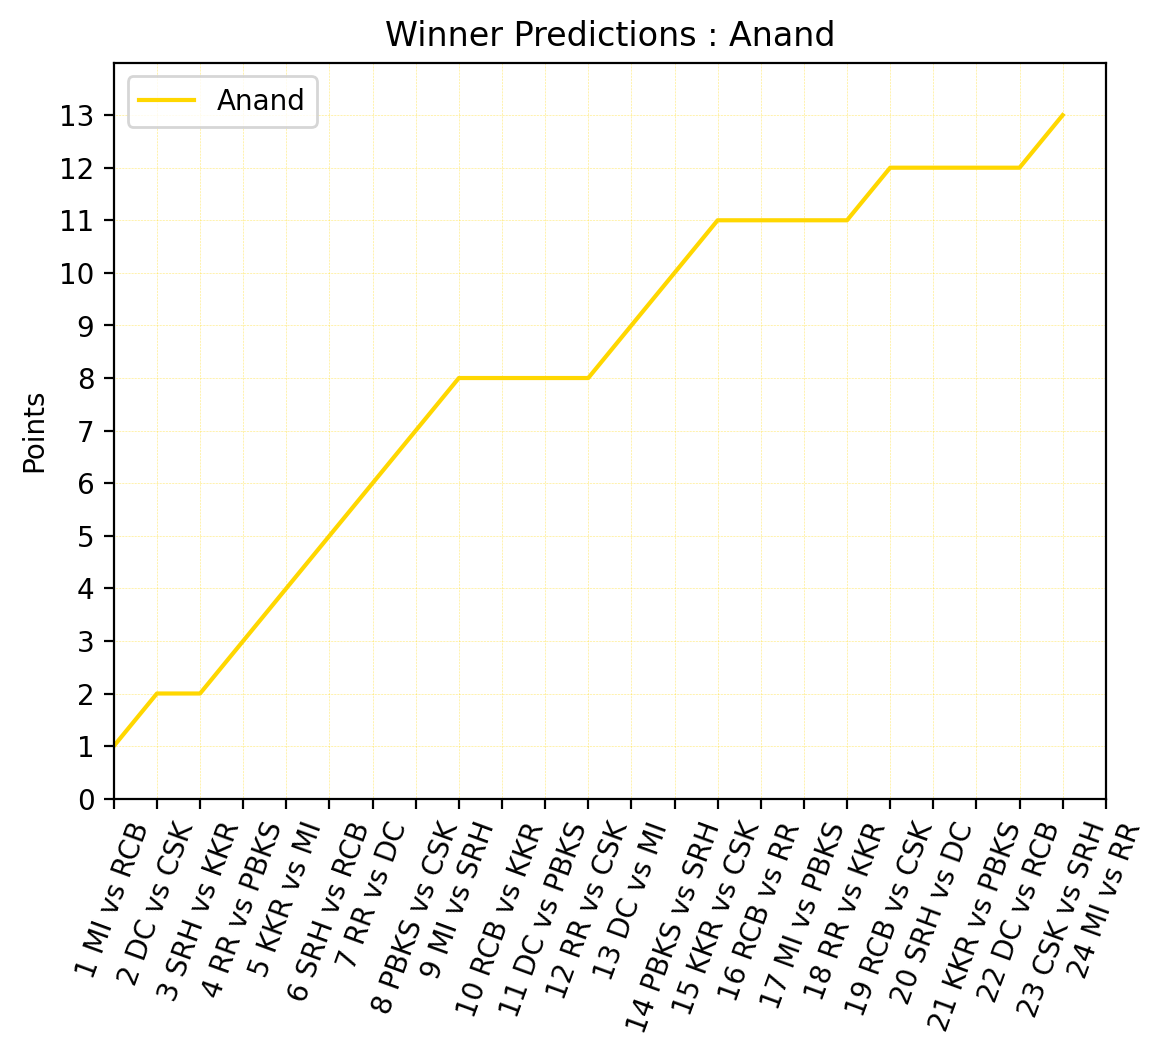 Winner Predictions : Anand
Anand
13
12
11
10
9
8
7
6
5
4
3
2
1
0
Points
1 MI vs RCB
2 DC vs CSK
3 SRH vs KKR
4 RR vs PBKS
5 KKR vs MI
6 SRH vs RCB
7 RR vs DC
8 PBKS vs CSK
9 MI vs SRH
10 RCB vs KKR
11 DC vs PBKS
12 RR vs CSK
13 DC vs MI
14 PBKS vs SRH
15 KKR vs CSK
16 RCB vs RR
17 MI vs PBKS
18 RR vs KKR
19 RCB vs CSK
20 SRH vs DC
21 KKR vs PBKS
22 DC vs RCB
23 CSK vs SRH
24 MI vs RR